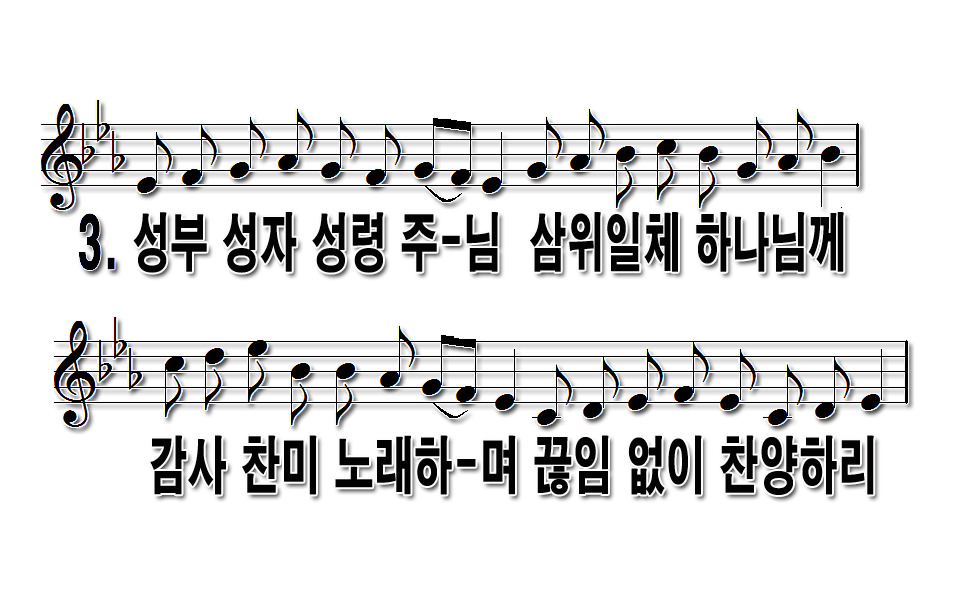 3. 성부 성자 성령 주-님 삼위일체 하나님께
감사 찬미 노래하-며 끊임 없이 찬양하리